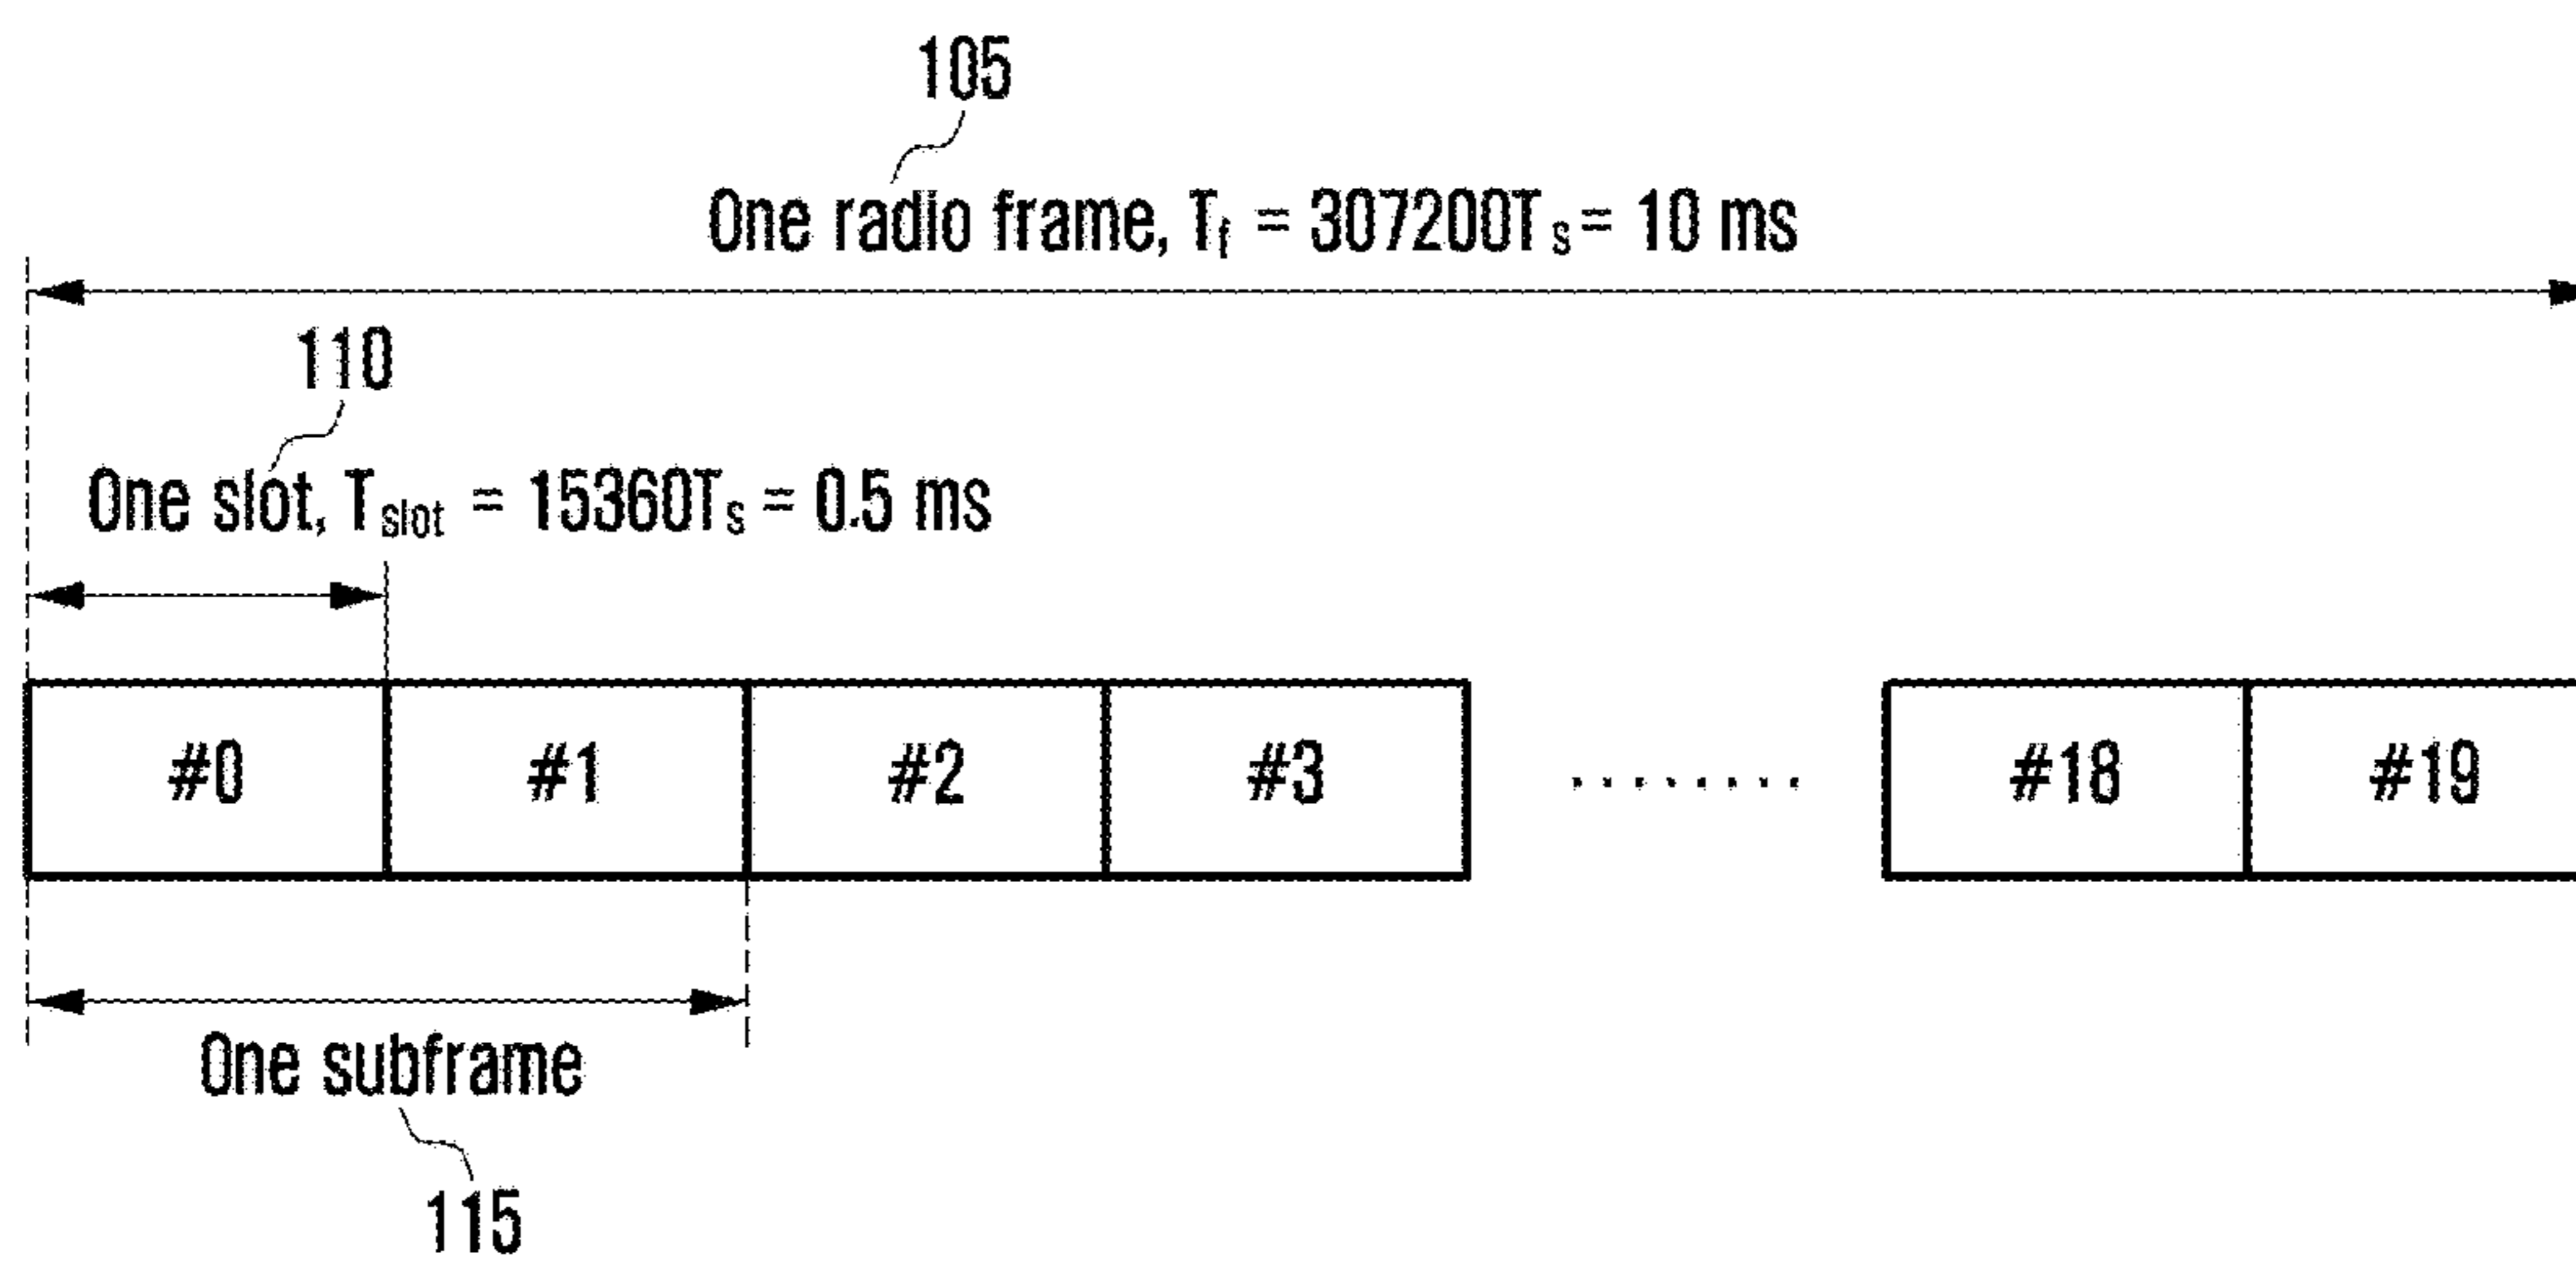 105
One radio frame, Tf = 307200Ts = 10 ms
110
One slot, Tslot = 15360Ts = 0.5 ms
#0 #1 #2 #3 ........ #18 #19
One subframe
115